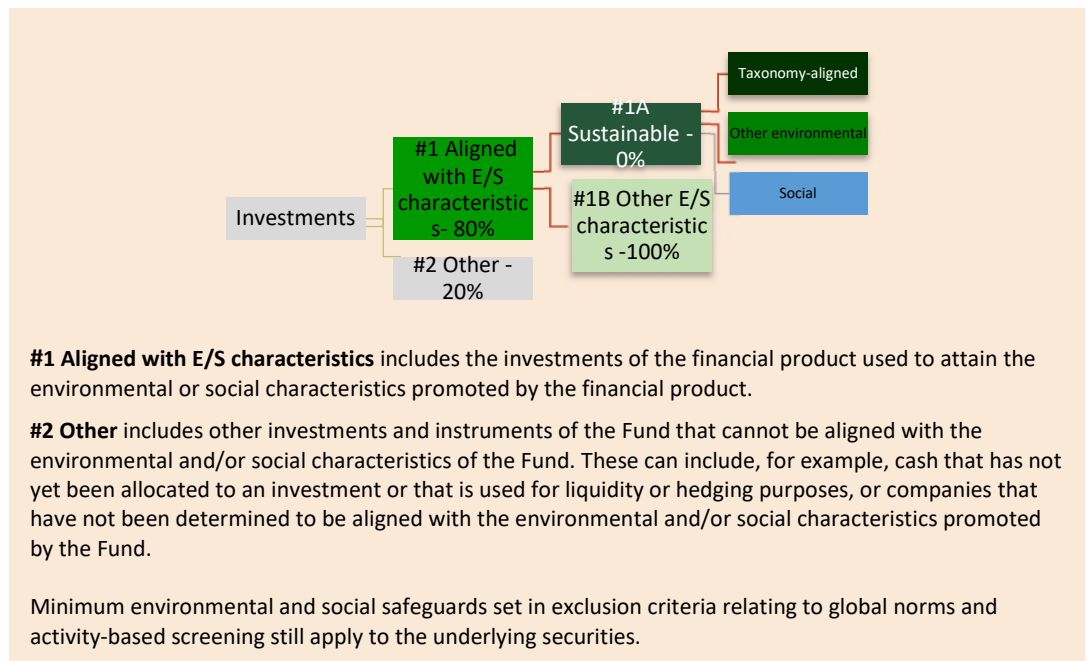 Taxonomy-aligned
#1A
Sustainable -
0%
Other environmental
#1 Aligned
with E/S
characteristic
s- 80%
Social
#1B Other E/S
characteristic
s -100%
Investments
#2 Other -
20%
#1 Aligned with E/S characteristics includes the investments of the financial product used to attain the
environmental or social characteristics promoted by the financial product.
#2 Other includes other investments and instruments of the Fund that cannot be aligned with the
environmental and/or social characteristics of the Fund. These can include, for example, cash that has not
yet been allocated to an investment or that is used for liquidity or hedging purposes, or companies that
have not been determined to be aligned with the environmental and/or social characteristics promoted
by the Fund.
Minimum environmental and social safeguards set in exclusion criteria relating to global norms and
activity-based screening still apply to the underlying securities.